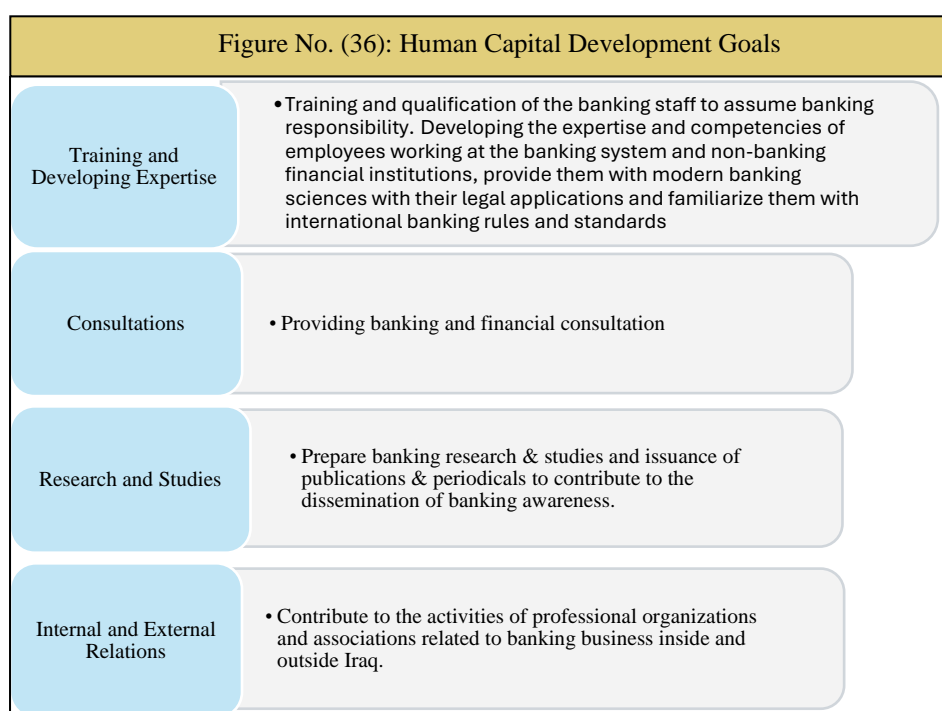 Figure No. (36): Human Capital Development Goals
Training and
Developing Expertise
•Training and qualification of the banking staff to assume banking
responsibility. Developing the expertise and competencies of
employees working at the banking system and non-banking
financial institutions, provide them with modern banking
sciences with their legal applications and familiarize them with
international banking rules and standards
Consultations
• Providing banking and financial consultation
Research and Studies
• Prepare banking research & studies and issuance of
publications & periodicals to contribute to the
dissemination of banking awareness.
Internal and External
Relations
• Contribute to the activities of professional organizations
and associations related to banking business inside and
outside Iraq.